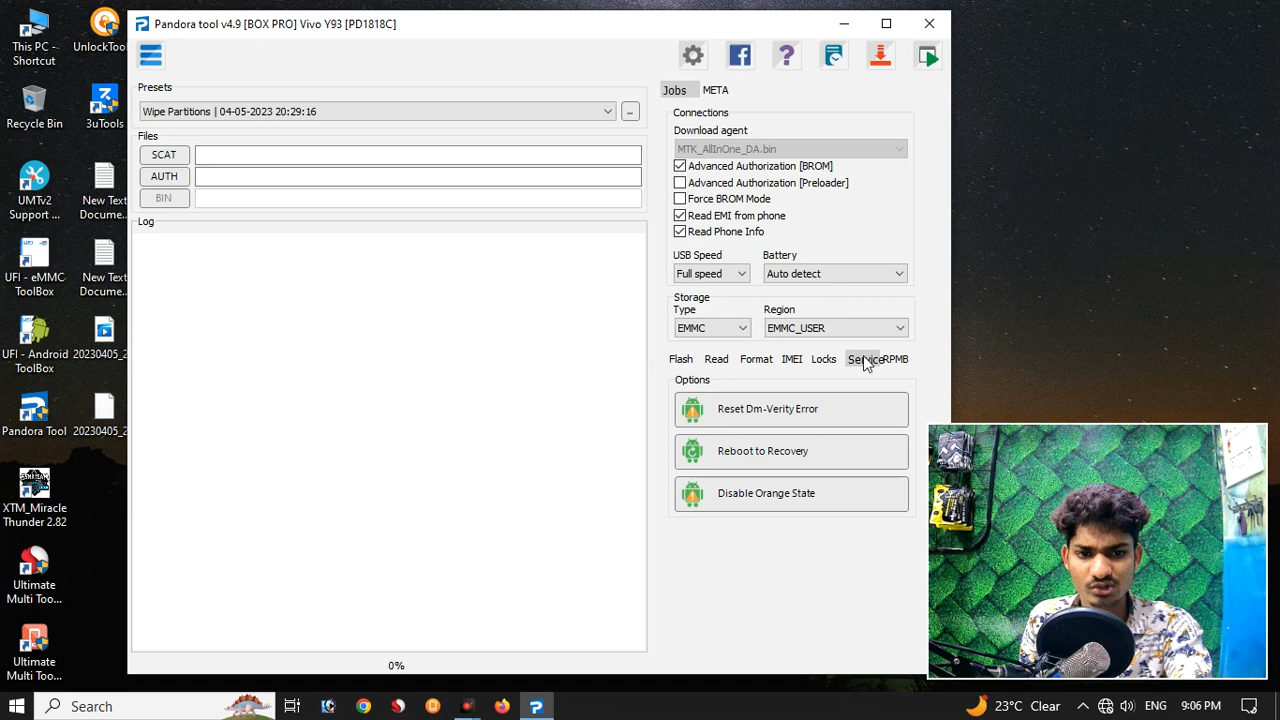 This PC -
Shortcut
UnlockToo...
Recycle Bin
3uTools
UMTv2
Support ...
New Text
Docume...
UFI - eMMC
ToolBox
New Text
Docume...
UFI - Android
ToolBox
20230405_2
Pandora Tool
20230405_2
XTM_Miracle
Thunder 2.82
Ultimate
Multi Too...
Ultimate
Multi Too...
Pandora tool v4.9 [BOX PRO] Vivo Y93 [PD1818C]
Presets
Wipe Partitions | 04-05-2023 20:29:16
...
Files
SCAT
AUTH
BIN
Log
0%
Jobs META
Connections
Download agent
MTK_AllInOne_DA.bin
Advanced Authorization [BROM]
Advanced Authorization [Preloader]
Force BROM Mode
Read EMI from phone
Read Phone Info
USB Speed Battery
Full speed Auto detect
Storage
Type Region
EMMC EMMC_USER
Flash Read Format IMEI Locks Service RPMB
Options
Reset Dm-Verity Error
Reboot to Recovery
Disable Orange State
Search
23°C Clear
ENG
9:06 PM